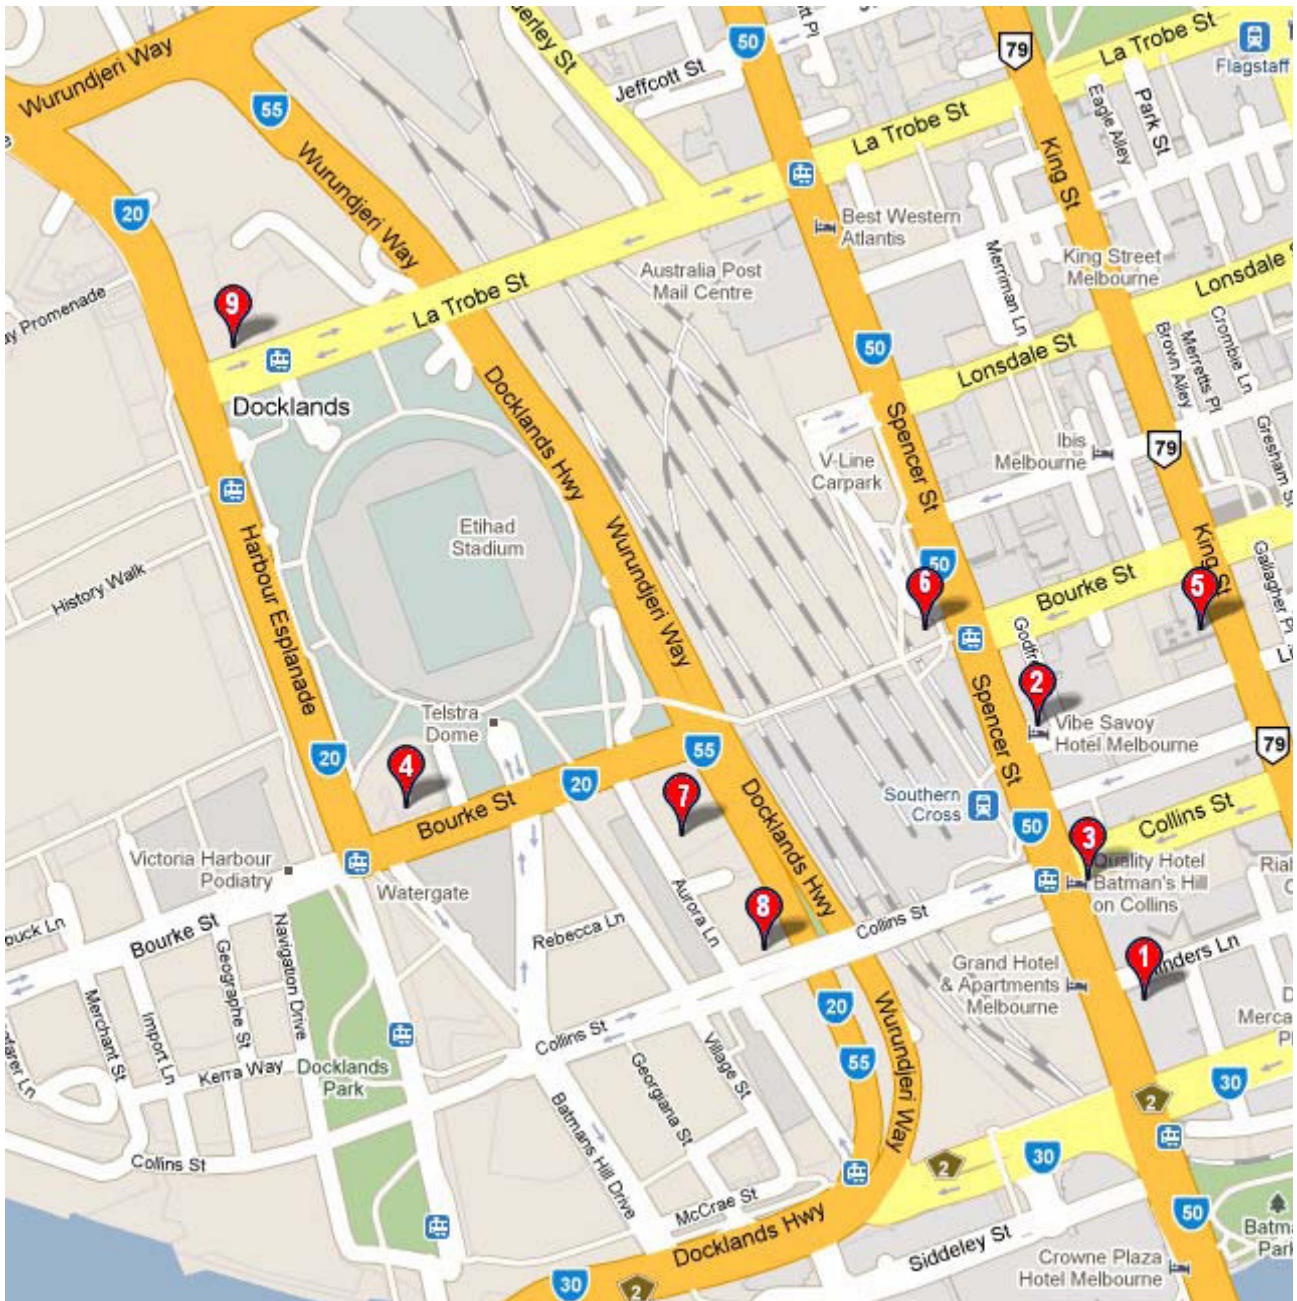 Wurundjeri Way
55
20
Wurundjeri Way
Jeffcott St
50
79
La Trobe St
Flagstaff
Eagle Alley
Park St
La Trobe St
King St
Best Western
Atlantis
Merriman Ln
King Street
Melbourne
Lonsdale St
Australia Post
Mail Centre
9
La Trobe St
Docklands
50
Lonsdale St
Brown Alley
Merretts Pl
Crombie Ln
Gresham St
Docklands Hwy
Spencer St
Ibis
Melbourne
79
V-Line
Carpark
Etihad
Stadium
Wurundjeri Way
Harbour Esplanade
History Walk
50
6
Bourke St
5
King St
Gallagher Pl
2
Vibe Savoy
Hotel Melbourne
Spencer St
79
Telstra
Dome
20
4
Bourke St
20
55
7
Docklands Hwy
Southern
Cross
50
3
Collins St
Quality Hotel
Batman's Hill
on Collins
Victoria Harbour
Podiatry
Watergate
Bourke St
Rebecca Ln
Aurora Ln
8
Collins St
Grand Hotel
& Apartments
Melbourne
1
Merchant St
Import Ln
Geographe St
Navigation Drive
Kerra Way
Docklands
Park
Collins St
20
Wurundjeri Way
55
Village St
Georgiana St
Batmans Hill Drive
Collins St
McCrae St
Docklands Hwy
2
30
30
2
50
Siddeley St
Crowne Plaza
Hotel Melbourne
30
2